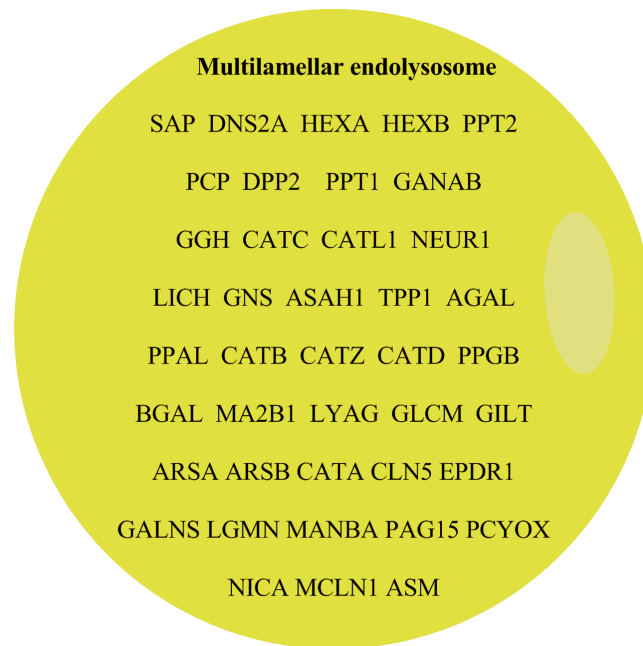 Multilamellar endolysosome
SAP DNS2A HEXA HEXB PPT2
PCP DPP2 PPT1 GANAB
GGH CATC CATL1 NEUR1
LICH GNS ASAH1 TPP1 AGAL
PPAL CATB CATZ CATD PPGB
BGAL MA2B1 LYAG GLCM GILT
ARSA ARSB CATA CLN5 EPDR1
GALNS LGMN MANBA PAG15 PCYOX
NICA MCLN1 ASM